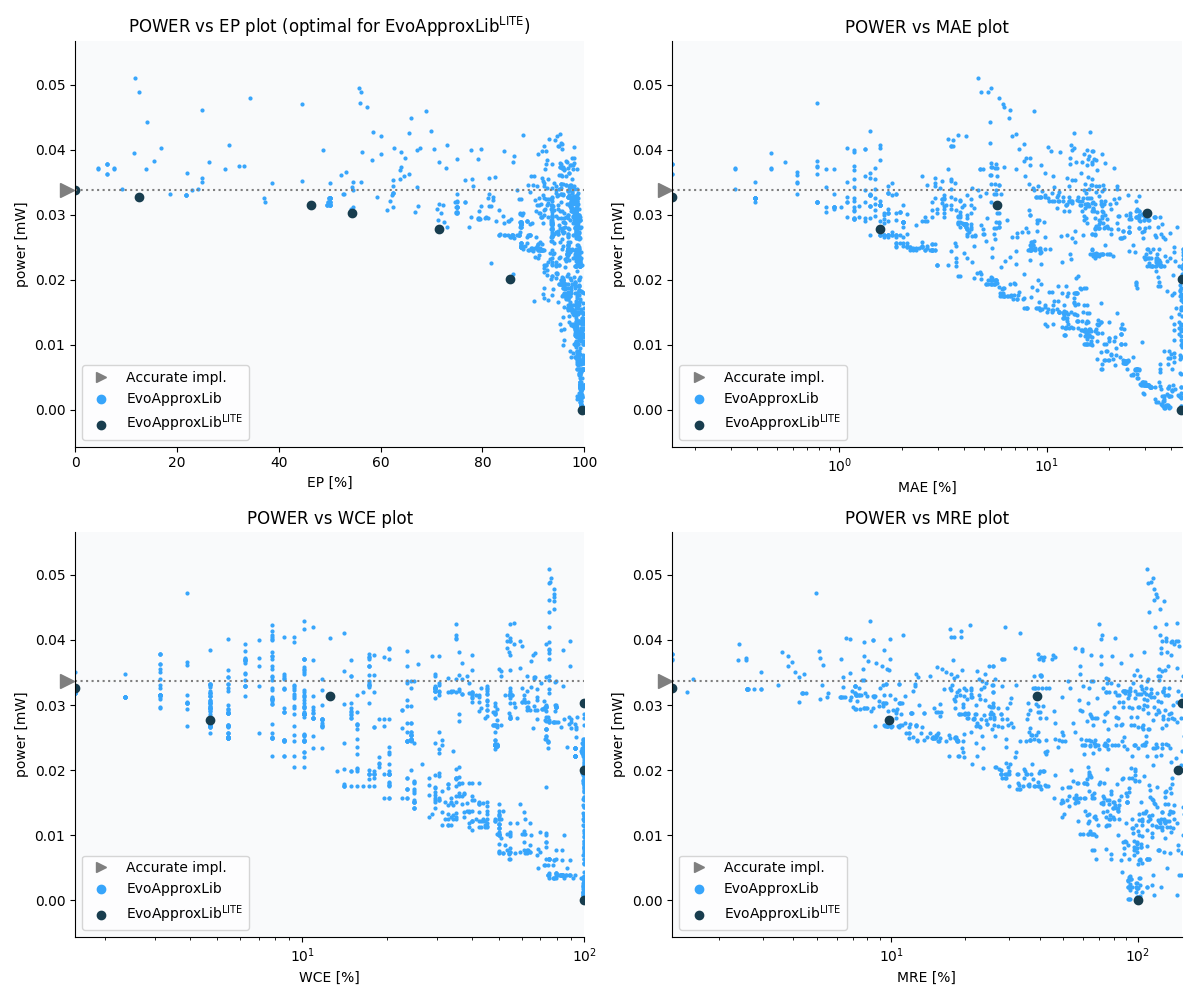 POWER vs EP plot (optimal for EvoApproxLib^LITE)
power [mW]
0.05
0.04
0.03
0.02
0.01
0.00
Accurate impl.
EvoApproxLib
EvoApproxLib^LITE
0 20 40 60 80 100
EP [%]
POWER vs MAE plot
power [mW]
0.05
0.04
0.03
0.02
0.01
0.00
Accurate impl.
EvoApproxLib
EvoApproxLib^LITE
10^0 10^1
MAE [%]
POWER vs WCE plot
power [mW]
0.05
0.04
0.03
0.02
0.01
0.00
Accurate impl.
EvoApproxLib
EvoApproxLib^LITE
10^1 10^2
WCE [%]
POWER vs MRE plot
power [mW]
0.05
0.04
0.03
0.02
0.01
0.00
Accurate impl.
EvoApproxLib
EvoApproxLib^LITE
10^1 10^2
MRE [%]